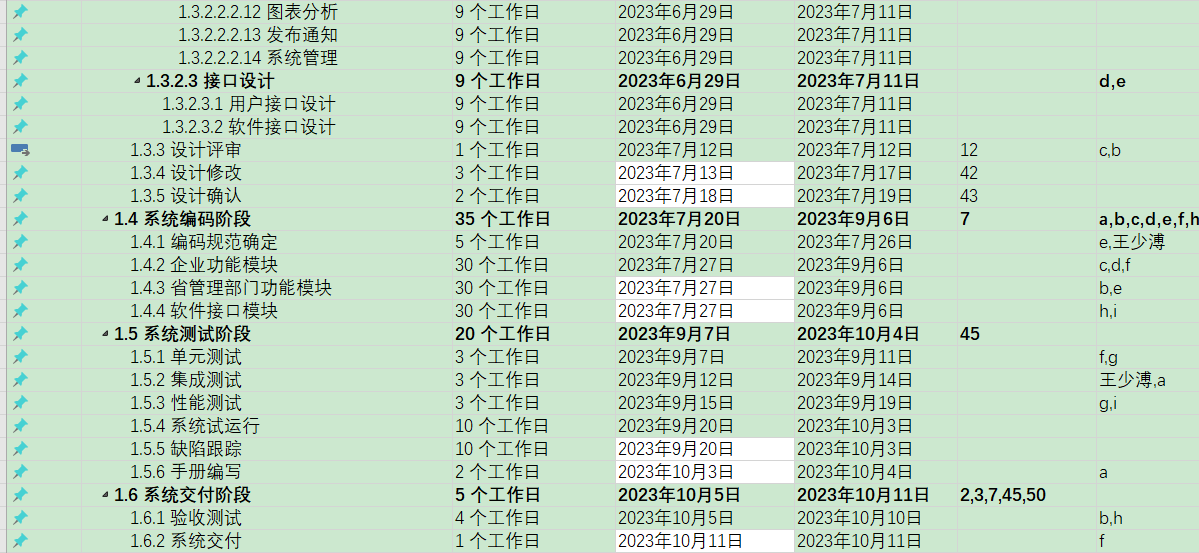 1.3.2.2.2.12 图表分析 9 个工作日 2023年6月29日 2023年7月11日
1.3.2.2.2.13 发布通知 9 个工作日 2023年6月29日 2023年7月11日
1.3.2.2.2.14 系统管理 9 个工作日 2023年6月29日 2023年7月11日
1.3.2.3 接口设计 9 个工作日 2023年6月29日 2023年7月11日 d,e
1.3.2.3.1 用户接口设计 9 个工作日 2023年6月29日 2023年7月11日
1.3.2.3.2 软件接口设计 9 个工作日 2023年6月29日 2023年7月11日
1.3.3 设计评审 1 个工作日 2023年7月12日 2023年7月12日 12 c,b
1.3.4 设计修改 3 个工作日 2023年7月13日 2023年7月17日 42
1.3.5 设计确认 2 个工作日 2023年7月18日 2023年7月19日 43
1.4 系统编码阶段 35 个工作日 2023年7月20日 2023年9月6日 7 a,b,c,d,e,f,h
1.4.1 编码规范确定 5 个工作日 2023年7月20日 2023年7月26日 e,王少溥
1.4.2 企业功能模块 30 个工作日 2023年7月27日 2023年9月6日 c,d,f
1.4.3 省管理部门功能模块 30 个工作日 2023年7月27日 2023年9月6日 b,e
1.4.4 软件接口模块 30 个工作日 2023年7月27日 2023年9月6日 h,i
1.5 系统测试阶段 20 个工作日 2023年9月7日 2023年10月4日 45
1.5.1 单元测试 3 个工作日 2023年9月7日 2023年9月11日 f,g
1.5.2 集成测试 3 个工作日 2023年9月12日 2023年9月14日 王少溥,a
1.5.3 性能测试 3 个工作日 2023年9月15日 2023年9月19日 g,i
1.5.4 系统试运行 10 个工作日 2023年9月20日 2023年10月3日
1.5.5 缺陷跟踪 10 个工作日 2023年9月20日 2023年10月3日
1.5.6 手册编写 2 个工作日 2023年10月3日 2023年10月4日 a
1.6 系统交付阶段 5 个工作日 2023年10月5日 2023年10月11日 2,3,7,45,50
1.6.1 验收测试 4 个工作日 2023年10月5日 2023年10月10日 b,h
1.6.2 系统交付 1 个工作日 2023年10月11日 2023年10月11日 f